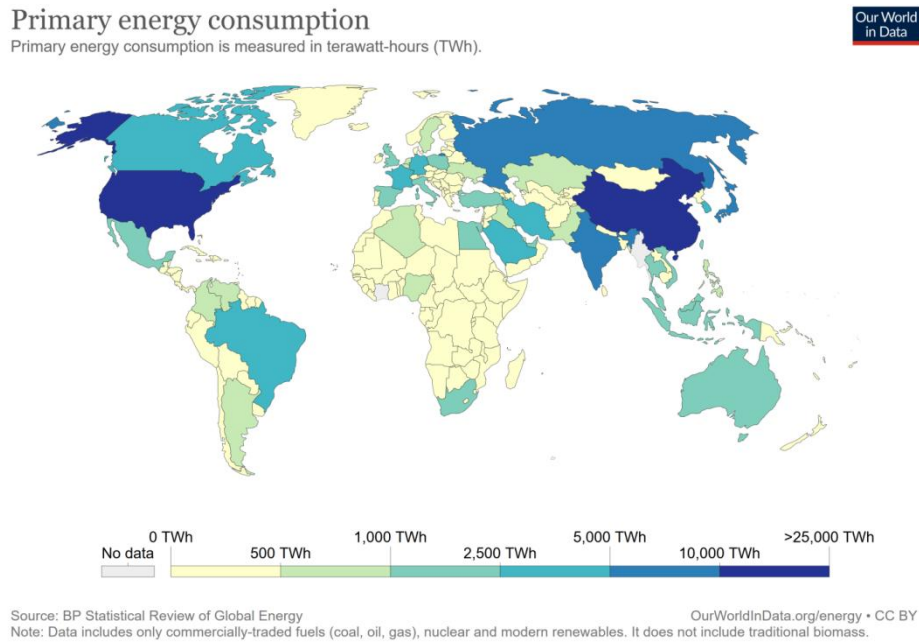 Primary energy consumption
Primary energy consumption is measured in terawatt-hours (TWh).
Our World
in Data
No data
0 TWh
500 TWh
1,000 TWh
2,500 TWh
5,000 TWh
10,000 TWh
>25,000 TWh
Source: BP Statistical Review of Global Energy
OurWorldInData.org/energy • CC BY
Note: Data includes only commercially-traded fuels (coal, oil, gas), nuclear and modern renewables. It does not include traditional biomass.